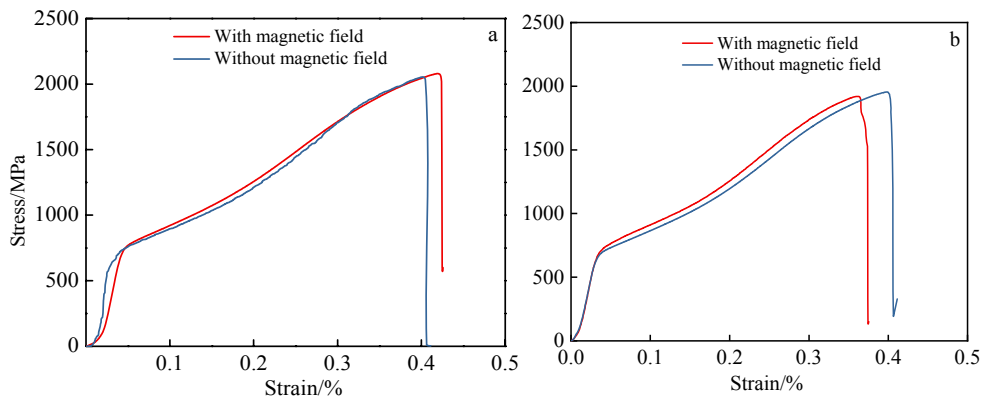 2500
2000
1500
1000
500
0
Stress/MPa
With magnetic field
Without magnetic field
a
0.1 0.2 0.3 0.4 0.5
Strain/%
2500
2000
1500
1000
500
0
With magnetic field
Without magnetic field
b
0.0 0.1 0.2 0.3 0.4 0.5
Strain/%